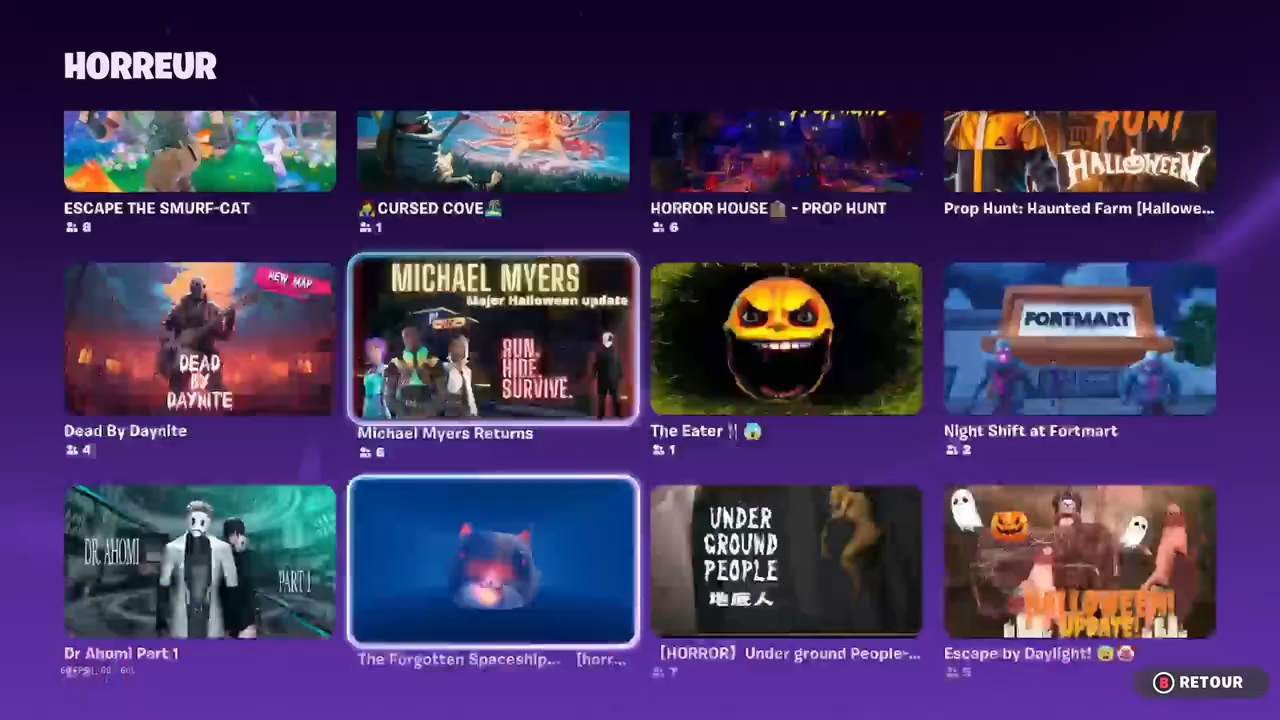 HORREUR
HUNT
HALLOWEEN
ESCAPE THE SMURF-CAT
8
🧟CURSED COVE🏝️
1
HORROR HOUSE🏚️ - PROP HUNT
6
Prop Hunt: Haunted Farm [Hallowe...
NEW MAP
DEAD
BY
DAYNITE
Dead By Daynite
4
MICHAEL MYERS
Major Halloween update
RUN.
HIDE.
SURVIVE.
Michael Myers Returns
6
The Eater 🍴😱
1
FORTMART
Night Shift at Fortmart
2
DR AHOMI
PART 1
Dr Ahomi Part 1
The Forgotten Spaceship... [horr...
UNDER
GROUND
PEOPLE
地底人
【HORROR】Under ground People-...
7
HALLOWEEN
UPDATE!
Escape by Daylight! 😨🤡
5
B RETOUR